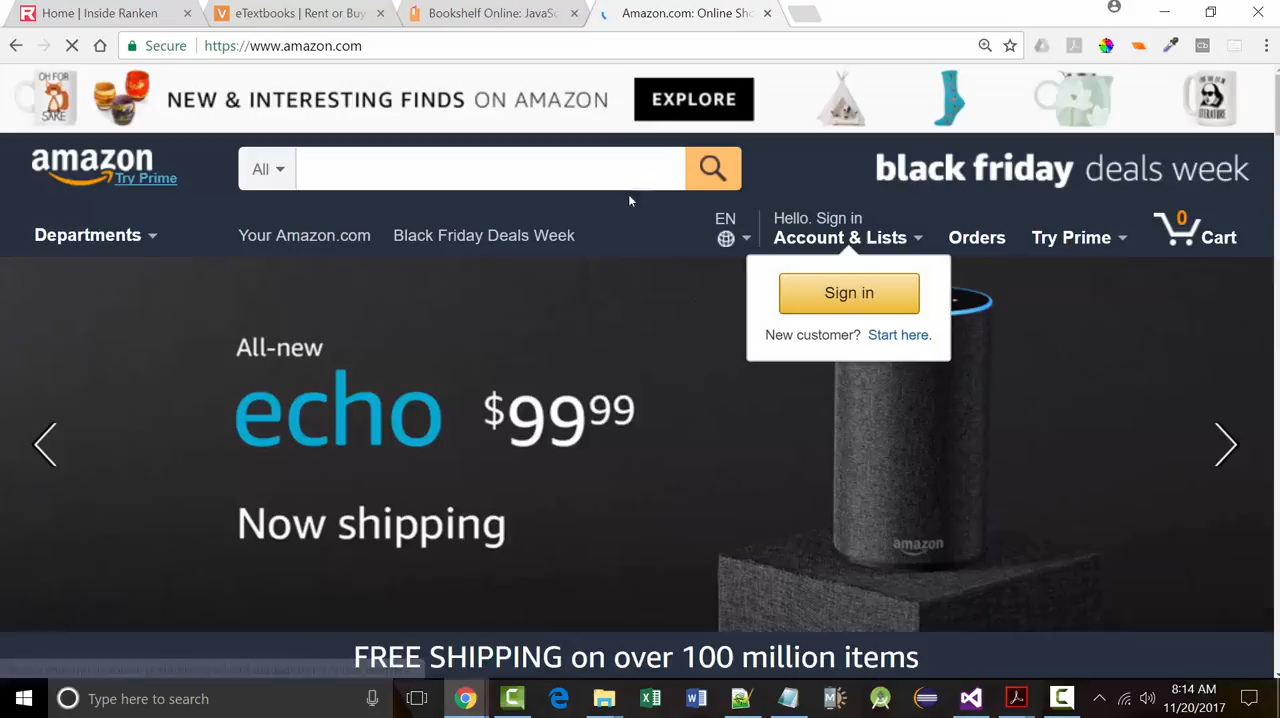 Home | Inside Ranken
eTextbooks | Rent or Buy
Bookshelf Online: JavaSc
Amazon.com: Online Sho
Secure
https://www.amazon.com
OH FOR
SAKE
NEW & INTERESTING FINDS ON AMAZON
EXPLORE
amazon
Try Prime
All
black friday deals week
Departments
Your Amazon.com
Black Friday Deals Week
EN
Hello. Sign in
Account & Lists
Orders
Try Prime
0
Cart
Sign in
New customer? Start here.
All-new
echo
$99 99
Now shipping
amazon
FREE SHIPPING on over 100 million items
Type here to search
8:14 AM
11/20/2017